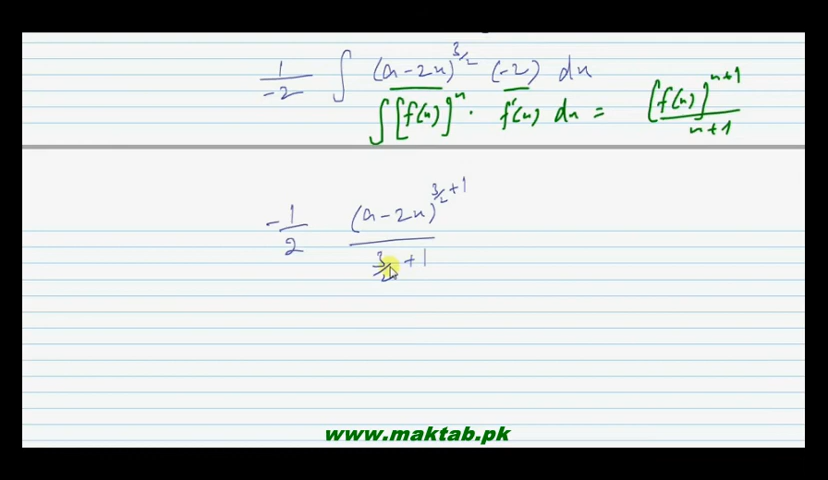 1/-2 ∫ (a-2x)^3/2 (-2) dx
∫ [f(x)]^n . f'(x) dx = [f(x)]^n+1 / n+1
-1/2 (a-2x)^3/2+1 / 3/2+1
www.maktab.pk